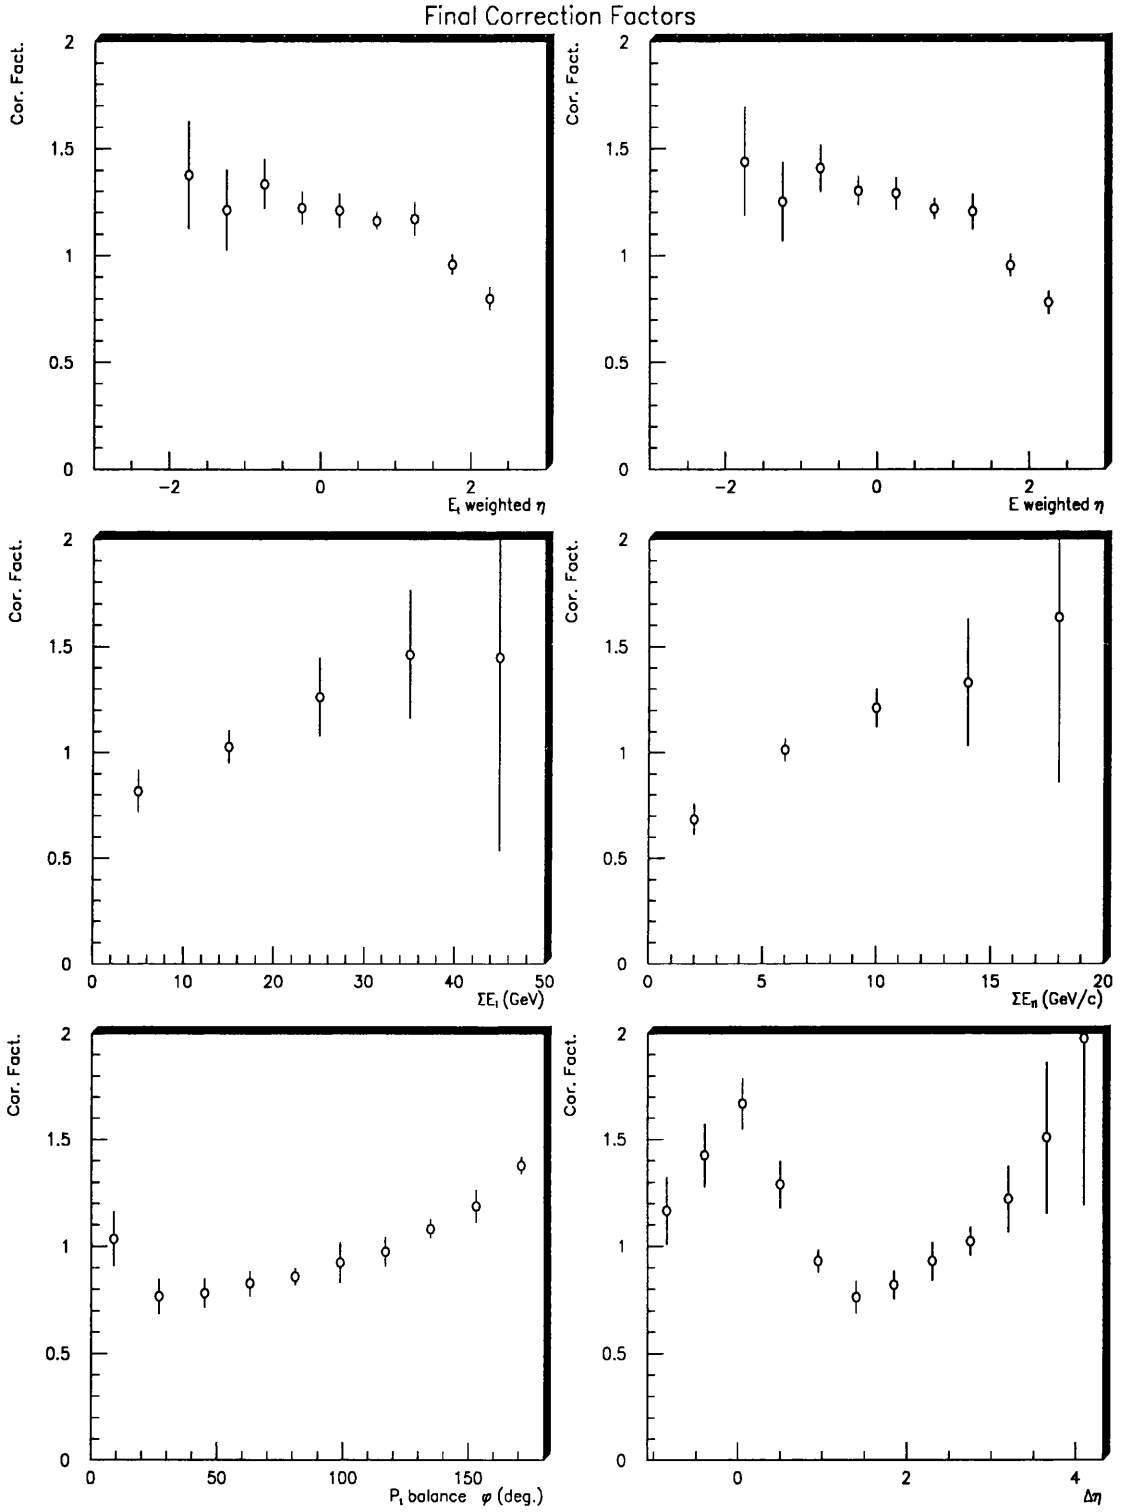 Final Correction Factors
Cor. Fact.
2
1.5
1
0.5
0
−2 0 2
Eₜ weighted η
Cor. Fact.
2
1.5
1
0.5
0
−2 0 2
E weighted η
Cor. Fact.
2
1.5
1
0.5
0
0 10 20 30 40 50
ΣEₜ (GeV)
Cor. Fact.
2
1.5
1
0.5
0
0 5 10 15 20
ΣE (GeV/c)
Cor. Fact.
2
1.5
1
0.5
0
0 50 100 150
Pₜ balance φ (deg.)
Cor. Fact.
2
1.5
1
0.5
0
0 2 4
Δη